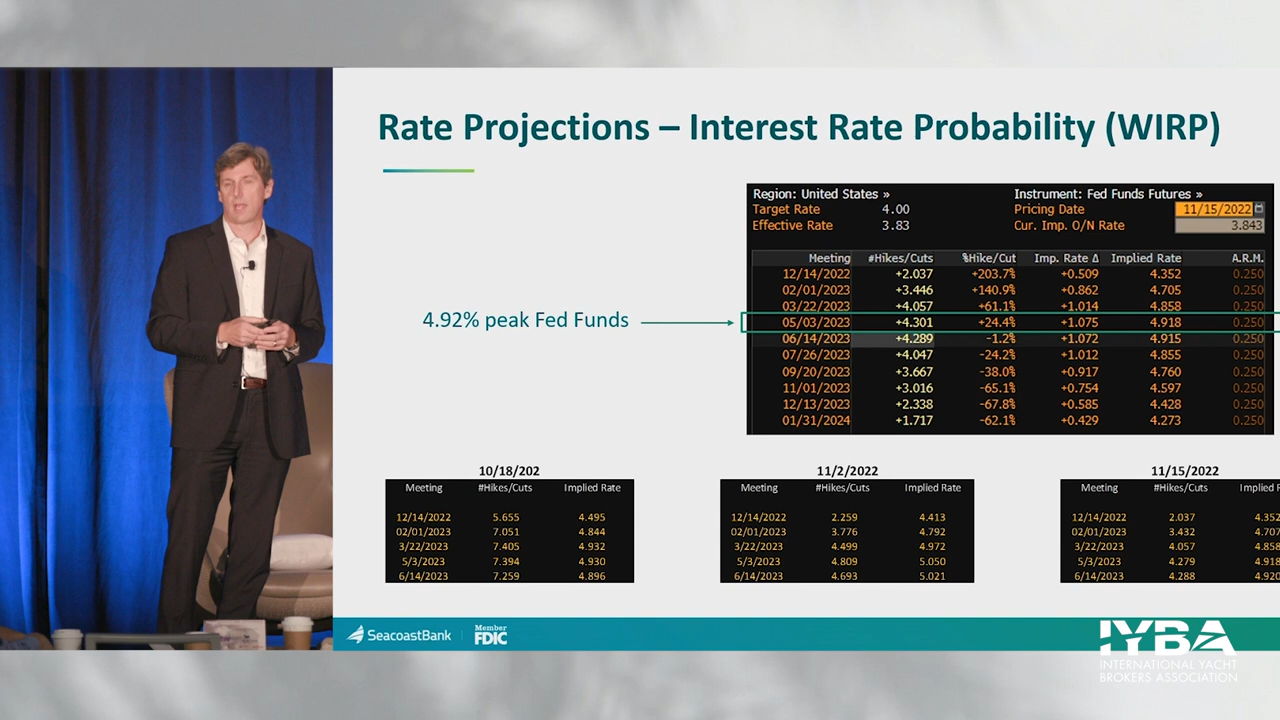 Rate Projections – Interest Rate Probability (WIRP)
Region: United States » Instrument: Fed Funds Futures »
Target Rate 4.00 Pricing Date 11/15/2022
Effective Rate 3.83 Cur. Imp. O/N Rate 3.843
Meeting #Hikes/Cuts %Hike/Cut Imp. Rate Δ Implied Rate A.R.M.
12/14/2022 +2.037 +203.7% +0.509 4.352 0.250
02/01/2023 +3.446 +140.9% +0.862 4.705 0.250
03/22/2023 +4.057 +61.1% +1.014 4.858 0.250
4.92% peak Fed Funds
05/03/2023 +4.301 +24.4% +1.075 4.918 0.250
06/14/2023 +4.289 -1.2% +1.072 4.915 0.250
07/26/2023 +4.047 -24.2% +1.012 4.855 0.250
09/20/2023 +3.667 -38.0% +0.917 4.760 0.250
11/01/2023 +3.016 -65.1% +0.754 4.597 0.250
12/13/2023 +2.338 -67.8% +0.585 4.428 0.250
01/31/2024 +1.717 -62.1% +0.429 4.273 0.250
10/18/202
Meeting #Hikes/Cuts Implied Rate
12/14/2022 5.655 4.495
02/01/2023 7.051 4.844
3/22/2023 7.405 4.932
5/3/2023 7.394 4.930
6/14/2023 7.259 4.896
11/2/2022
Meeting #Hikes/Cuts Implied Rate
12/14/2022 2.259 4.413
02/01/2023 3.776 4.792
3/22/2023 4.499 4.972
5/3/2023 4.809 5.050
6/14/2023 4.693 5.021
11/15/2022
Meeting #Hikes/Cuts Implied R
12/14/2022 2.037 4.352
02/01/2023 3.432 4.707
3/22/2023 4.057 4.858
5/3/2023 4.279 4.918
6/14/2023 4.288 4.920
SeacoastBank
Member
FDIC
IYBA
INTERNATIONAL YACHT
BROKERS ASSOCIATION